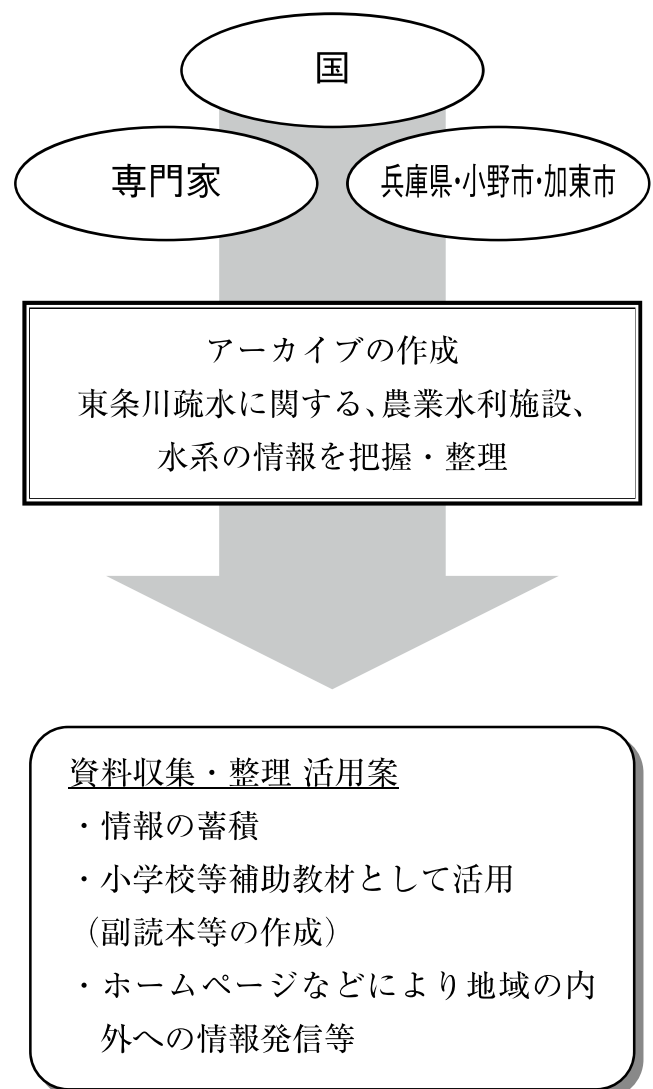 国
専門家
兵庫県・小野市・加東市
アーカイブの作成
東条川疏水に関する、農業水利施設、
水系の情報を把握・整理
資料収集・整理 活用案
・情報の蓄積
・小学校等補助教材として活用
（副読本等の作成）
・ホームページなどにより地域の内
外への情報発信等